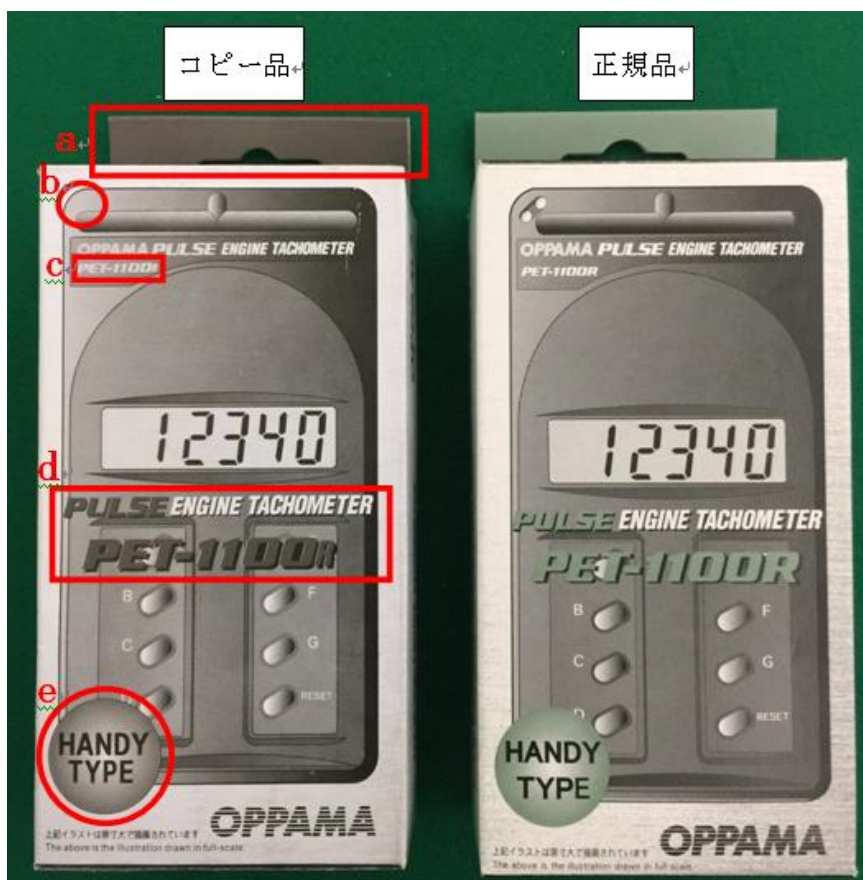 コピー品
正規品
a
b
OPPAMA PULSE ENGINE TACHOMETER
c PET-1100R
12340
d
PULSE ENGINE TACHOMETER
PET-1100R
B F
C G
D RESET
e
HANDY
TYPE
上記イラストは原寸大で描画されています
The above is the illustration drawn in full-scale.
OPPAMA
OPPAMA PULSE ENGINE TACHOMETER
PET-1100R
12340
PULSE ENGINE TACHOMETER
PET-1100R
B F
C G
D RESET
HANDY
TYPE
上記イラストは原寸大で描画されています
The above is the illustration drawn in full-scale.
OPPAMA